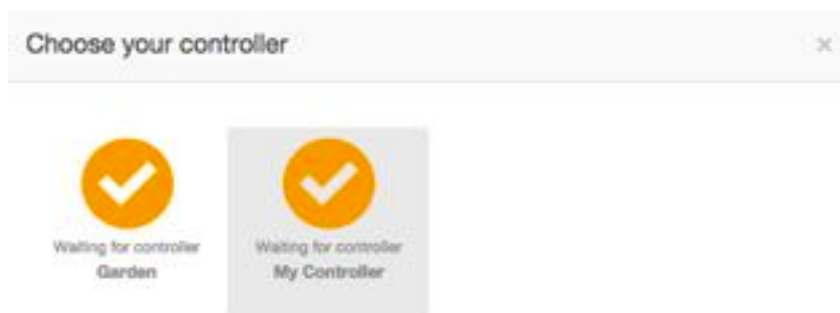 Choose your controller
Waiting for controller
Garden
Waiting for controller
My Controller